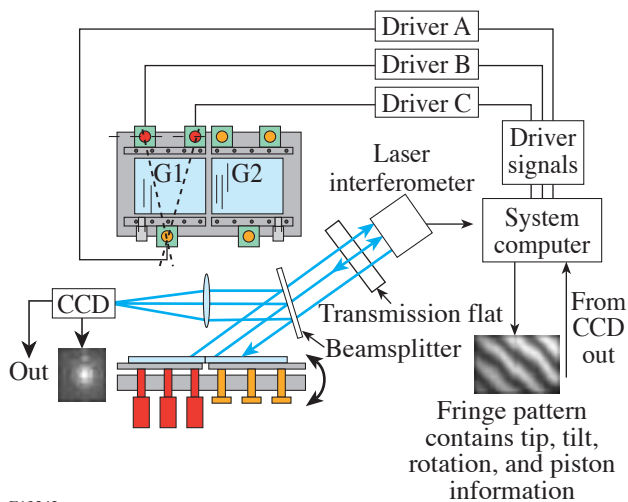 Driver A
Driver B
Driver C
G1
G2
Laser
interferometer
Driver
signals
System
computer
CCD
Transmission flat
From
CCD
out
Out
Beamsplitter
Fringe pattern
contains tip, tilt,
rotation, and piston
information